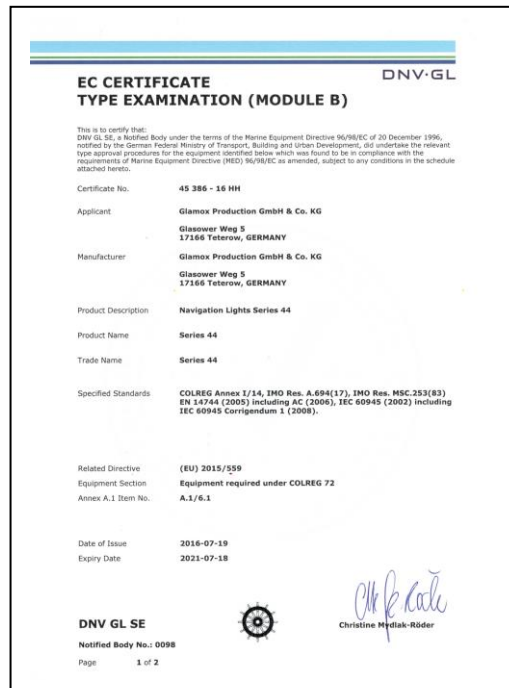 DNV·GL
EC CERTIFICATE
TYPE EXAMINATION (MODULE B)
This is to certify that:
DNV GL SE, a Notified Body under the terms of the Marine Equipment Directive 96/98/EC of 20 December 1996,
notified by the German Federal Ministry of Transport, Building and Urban Development, did undertake the relevant
type approval procedures for the equipment identified below which was found to be in compliance with the
requirements of Marine Equipment Directive (MED) 96/98/EC as amended, subject to any conditions in the schedule
attached hereto.
Certificate No. 45 386 - 16 HH
Applicant Glamox Production GmbH & Co. KG
Glasower Weg 5
17166 Teterow, GERMANY
Manufacturer Glamox Production GmbH & Co. KG
Glasower Weg 5
17166 Teterow, GERMANY
Product Description Navigation Lights Series 44
Product Name Series 44
Trade Name Series 44
Specified Standards COLREG Annex I/14, IMO Res. A.694(17), IMO Res. MSC.253(83)
EN 14744 (2005) including AC (2006), IEC 60945 (2002) including
IEC 60945 Corrigendum 1 (2008).
Related Directive (EU) 2015/559
Equipment Section Equipment required under COLREG 72
Annex A.1 Item No. A.1/6.1
Date of Issue 2016-07-19
Expiry Date 2021-07-18
DNV GL SE
Christine Mydlak-Röder
Notified Body No.: 0098
Page 1 of 2